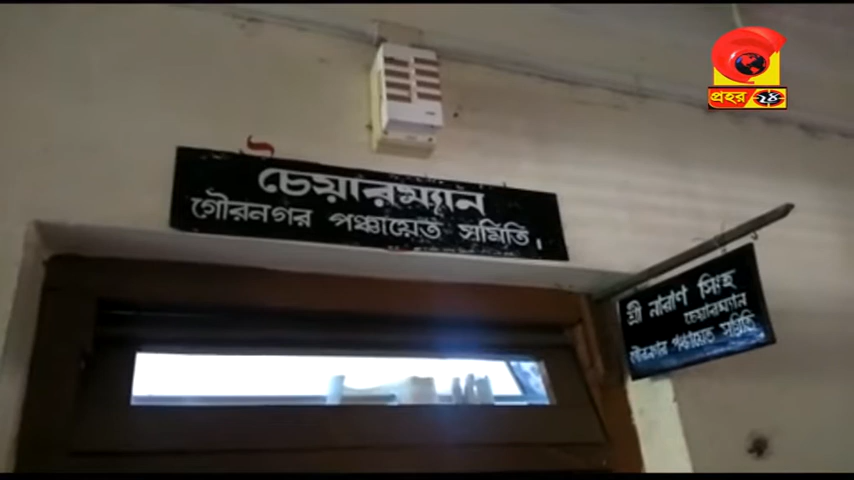 প্রহর ২৪
চেয়ারম্যান
গৌরনগর পঞ্চায়েত সমিতি।
শ্রী নারাণ সিংহ
চেয়ারম্যান
গৌরনগর পঞ্চায়েত সমিতি